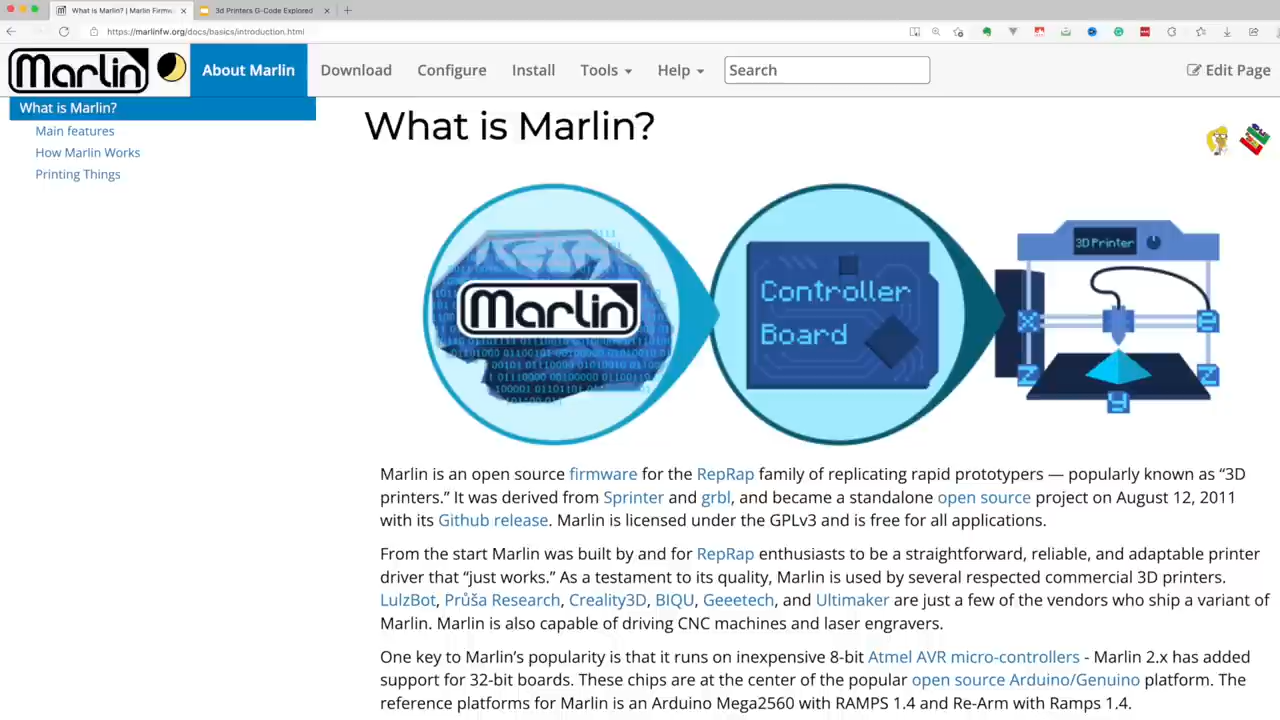 What is Marlin? | Marlin Firmw
3d Printers G-Code Explored
https://marlinfw.org/docs/basics/introduction.html
Marlin
About Marlin
Download
Configure
Install
Tools
Help
Search
Edit Page
What is Marlin?
Main features
How Marlin Works
Printing Things
What is Marlin?
Marlin
Controller
Board
3D Printer
x
e
z
z
y
Marlin is an open source firmware for the RepRap family of replicating rapid prototypers — popularly known as “3D
printers.” It was derived from Sprinter and grbl, and became a standalone open source project on August 12, 2011
with its Github release. Marlin is licensed under the GPLv3 and is free for all applications.
From the start Marlin was built by and for RepRap enthusiasts to be a straightforward, reliable, and adaptable printer
driver that “just works.” As a testament to its quality, Marlin is used by several respected commercial 3D printers.
LulzBot, Průša Research, Creality3D, BIQU, Geeetech, and Ultimaker are just a few of the vendors who ship a variant of
Marlin. Marlin is also capable of driving CNC machines and laser engravers.
One key to Marlin’s popularity is that it runs on inexpensive 8-bit Atmel AVR micro-controllers - Marlin 2.x has added
support for 32-bit boards. These chips are at the center of the popular open source Arduino/Genuino platform. The
reference platforms for Marlin is an Arduino Mega2560 with RAMPS 1.4 and Re-Arm with Ramps 1.4.